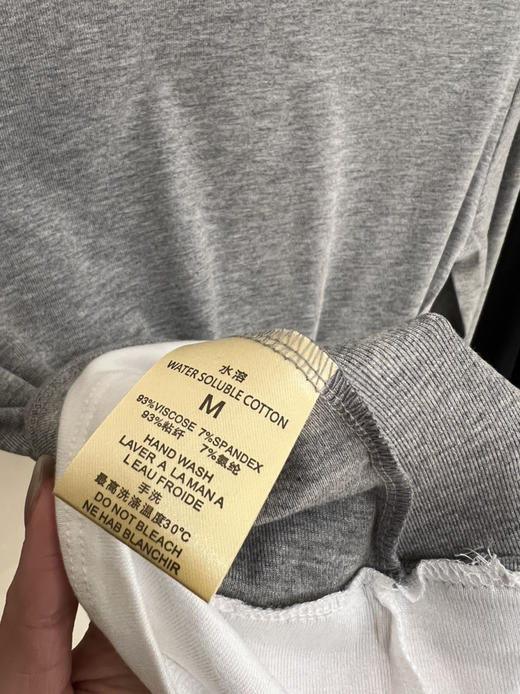 水溶
WATER SOLUBLE COTTON
M
93%VISCOSE 7%SPANDEX
93%粘纤 7%氨纶
HAND WASH
LAVER A LA MAN A
L'EAU FROIDE
手洗
最高洗涤温度30℃
DO NOT BLEACH
NE HAB BLANCHIR